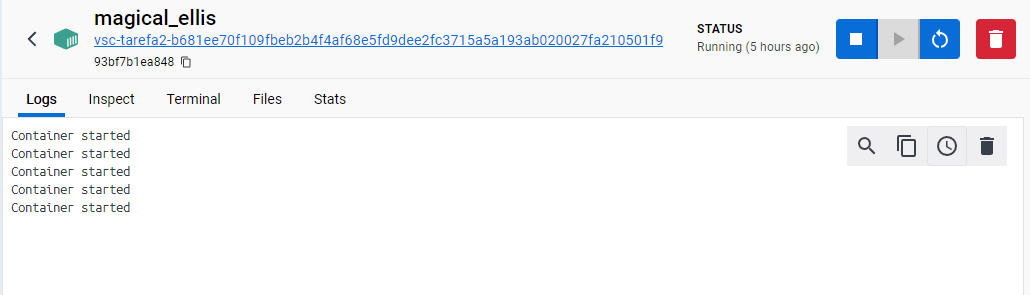 magical_ellis
vsc-tarefa2-b681ee70f109fbeb2b4f4af68e5fd9dee2fc3715a5a193ab020027fa210501f9
93bf7b1ea848
STATUS
Running (5 hours ago)
Logs Inspect Terminal Files Stats
Container started
Container started
Container started
Container started
Container started